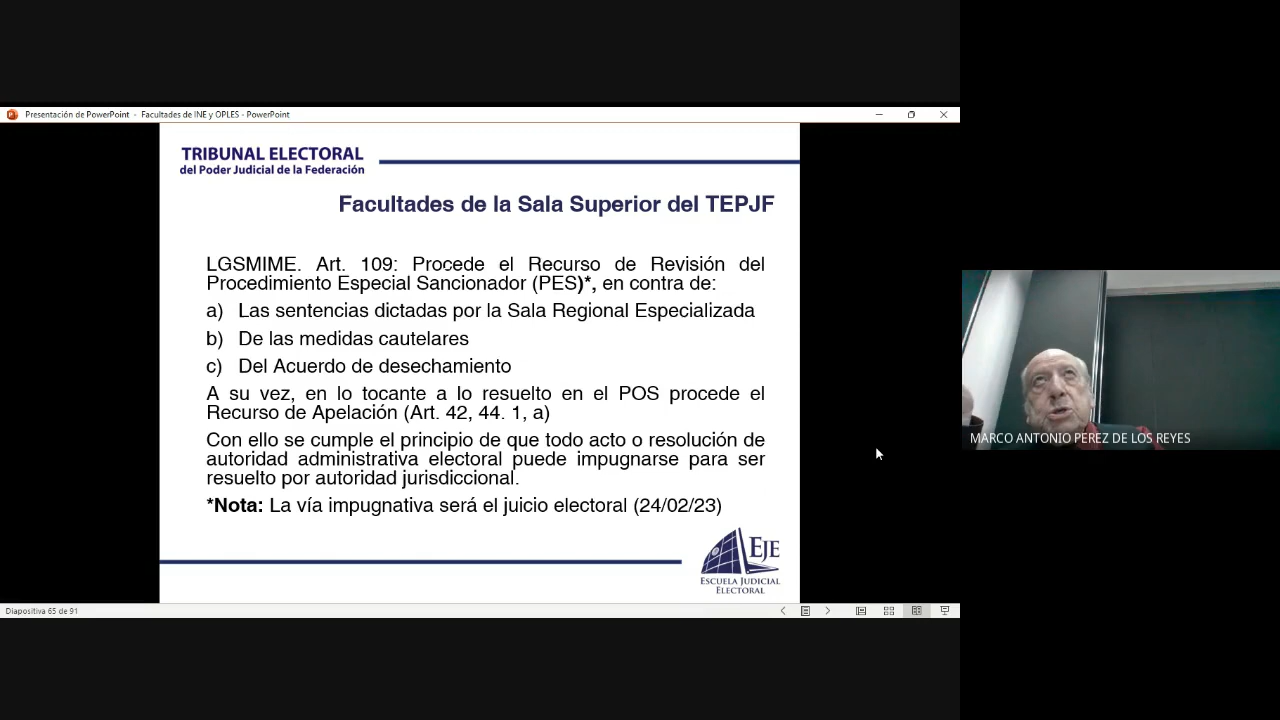 Presentación de PowerPoint - Facultades de INE y OPLES - PowerPoint
TRIBUNAL ELECTORAL
del Poder Judicial de la Federación
Facultades de la Sala Superior del TEPJF
LGSMIME. Art. 109: Procede el Recurso de Revisión del
Procedimiento Especial Sancionador (PES)*, en contra de:
a) Las sentencias dictadas por la Sala Regional Especializada
b) De las medidas cautelares
c) Del Acuerdo de desechamiento
A su vez, en lo tocante a lo resuelto en el POS procede el
Recurso de Apelación (Art. 42, 44. 1, a)
Con ello se cumple el principio de que todo acto o resolución de
autoridad administrativa electoral puede impugnarse para ser
resuelto por autoridad jurisdiccional.
*Nota: La vía impugnativa será el juicio electoral (24/02/23)
EJE
ESCUELA JUDICIAL
ELECTORAL
Diapositiva 65 de 91
MARCO ANTONIO PEREZ DE LOS REYES